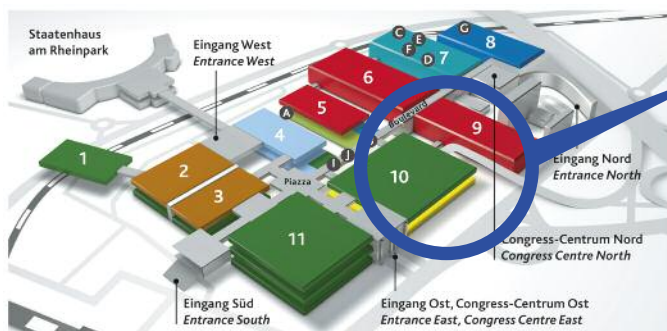 Staatenhaus
am Rheinpark
Eingang West
Entrance West
C
E
F
D
G
8
7
6
5
A
4
Boulevard
9
Eingang Nord
Entrance North
1
2
3
I
J
Piazza
10
11
Congress-Centrum Nord
Congress Centre North
Eingang Süd
Entrance South
Eingang Ost, Congress-Centrum Ost
Entrance East, Congress Centre East